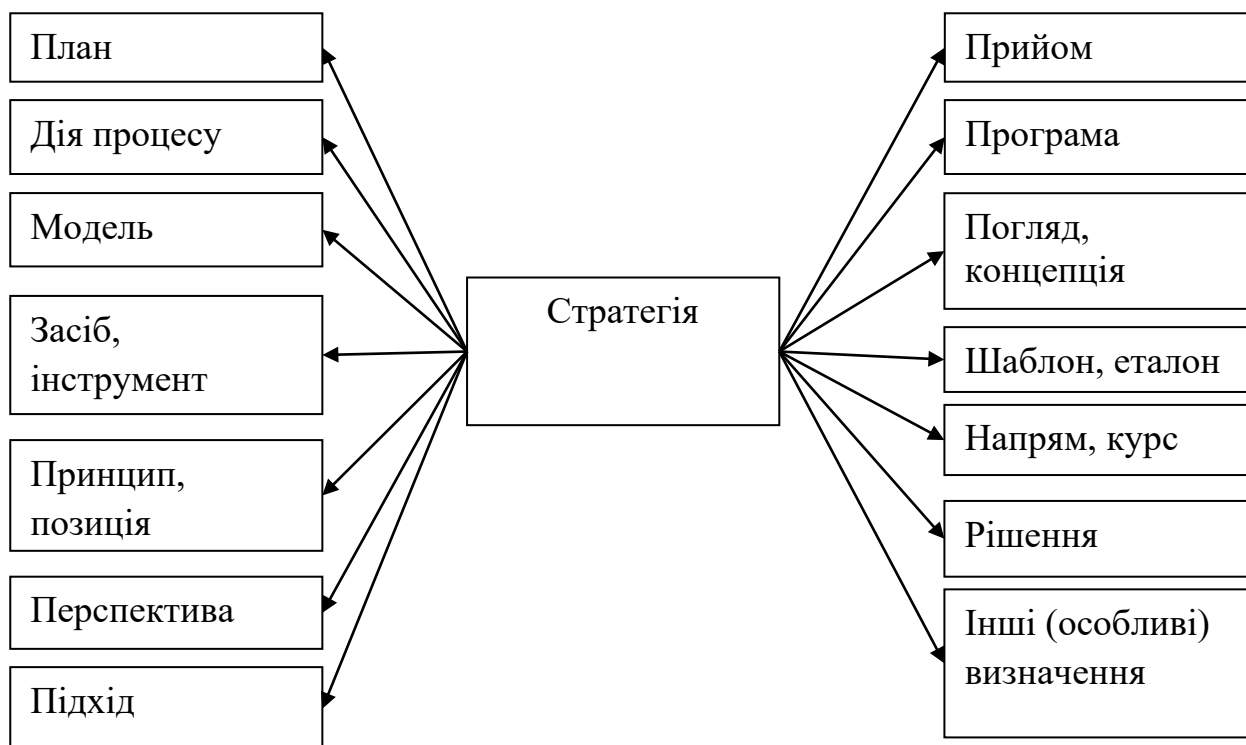 План
Дія процесу
Модель
Засіб,
інструмент
Принцип,
позиція
Перспектива
Підхід
Стратегія
Прийом
Програма
Погляд,
концепція
Шаблон, еталон
Напрям, курс
Рішення
Інші (особливі)
визначення